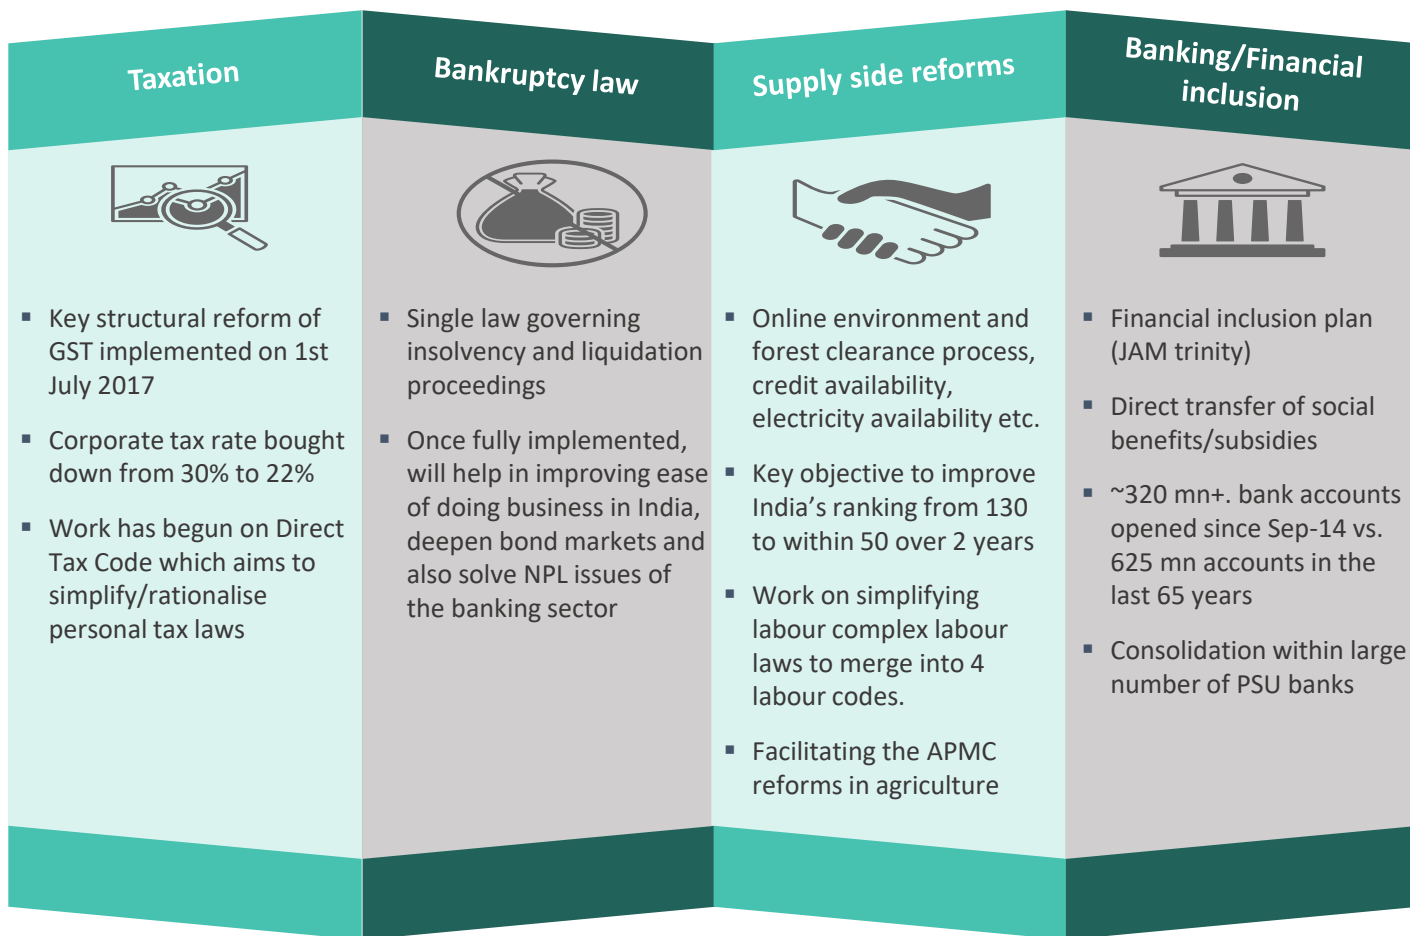 Taxation
▪ Key structural reform of
GST implemented on 1st
July 2017
▪ Corporate tax rate bought
down from 30% to 22%
▪ Work has begun on Direct
Tax Code which aims to
simplify/rationalise
personal tax laws
Bankruptcy law
▪ Single law governing
insolvency and liquidation
proceedings
▪ Once fully implemented,
will help in improving ease
of doing business in India,
deepen bond markets and
also solve NPL issues of
the banking sector
Supply side reforms
▪ Online environment and
forest clearance process,
credit availability,
electricity availability etc.
▪ Key objective to improve
India’s ranking from 130
to within 50 over 2 years
▪ Work on simplifying
labour complex labour
laws to merge into 4
labour codes.
▪ Facilitating the APMC
reforms in agriculture
Banking/Financial
inclusion
▪ Financial inclusion plan
(JAM trinity)
▪ Direct transfer of social
benefits/subsidies
▪ ~320 mn+. bank accounts
opened since Sep-14 vs.
625 mn accounts in the
last 65 years
▪ Consolidation within large
number of PSU banks